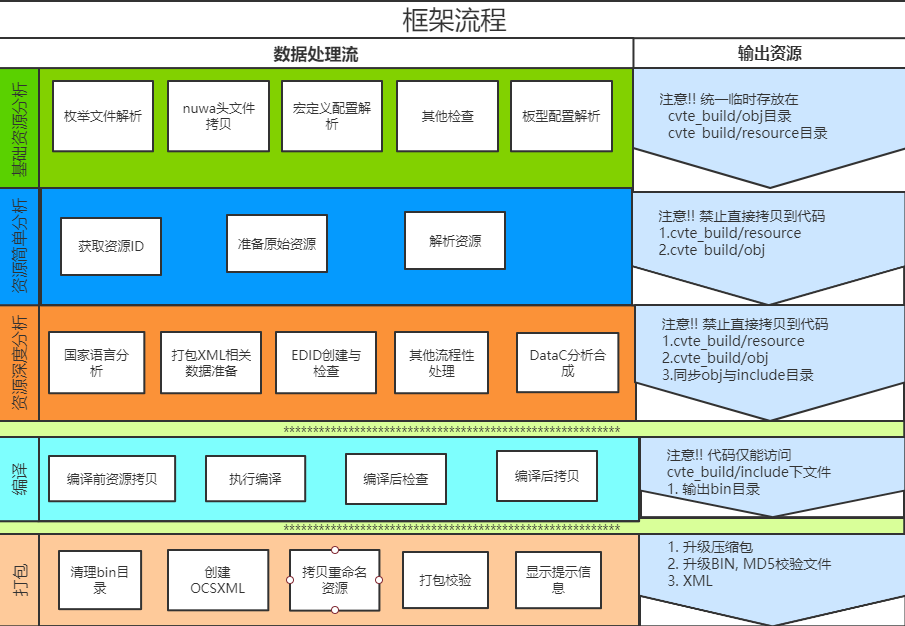 框架流程
数据处理流
输出资源
基础资源分析
枚举文件解析
nuwa头文件
拷贝
宏定义配置解
析
其他检查
板型配置解析
注意!! 统一临时存放在
cvte_build/obj目录
cvte_build/resource目录
资源简单分析
获取资源ID
准备原始资源
解析资源
注意!! 禁止直接拷贝到代码
1.cvte_build/resource
2.cvte_build/obj
资源深度分析
国家语言分
析
打包XML相关
数据准备
EDID创建与
检查
其他流程性
处理
DataC分析合
成
注意!! 禁止直接拷贝到代码
1.cvte_build/resource
2.cvte_build/obj
3.同步obj与include目录
*********************************************************
编译
编译前资源拷贝
执行编译
编译后检查
编译后拷贝
注意!! 代码仅能访问
cvte_build/include下文件
1. 输出bin目录
*********************************************************
打包
清理bin目
录
创建
OCSXML
拷贝重命名
资源
打包校验
显示提示信
息
1. 升级压缩包
2. 升级BIN, MD5校验文件
3. XML